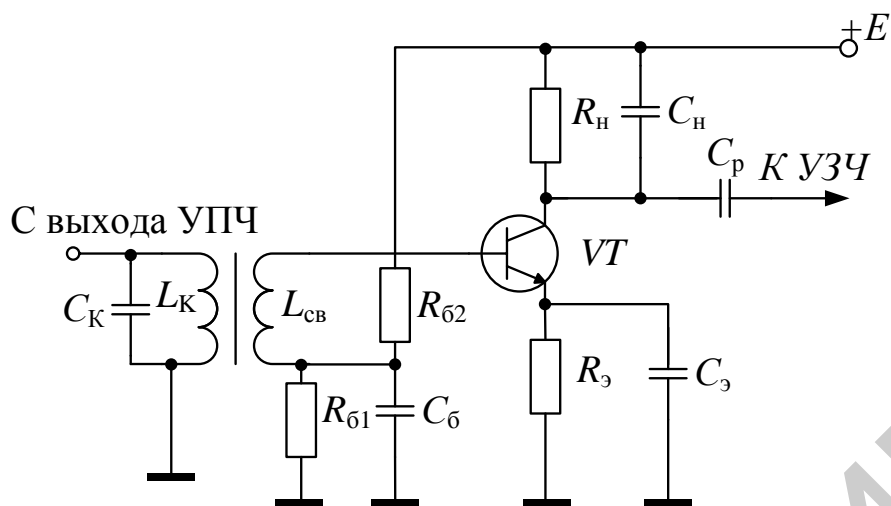 +E
Rн
Cн
Cр
К УЗЧ
С выхода УПЧ
VT
CК
LК
Lсв
Rб2
Rэ
Cэ
Rб1
Cб